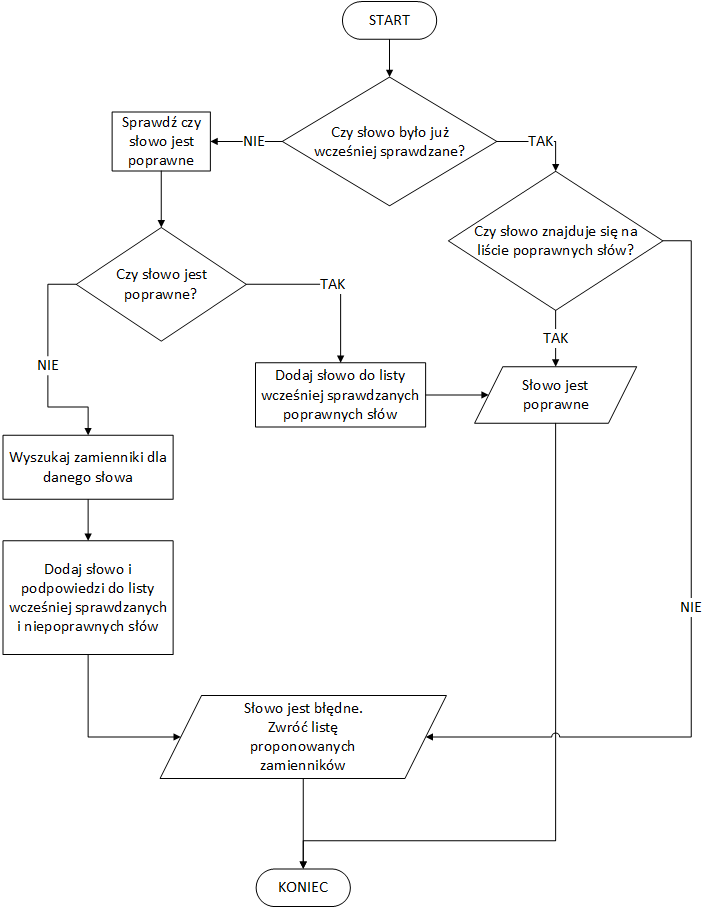 START
Czy słowo było już
wcześniej sprawdzane?
NIE
TAK
Sprawdź czy
słowo jest
poprawne
Czy słowo znajduje się na
liście poprawnych słów?
Czy słowo jest
poprawne?
TAK
NIE
TAK
Dodaj słowo do listy
wcześniej sprawdzanych
poprawnych słów
Słowo jest
poprawne
Wyszukaj zamienniki dla
danego słowa
Dodaj słowo i
podpowiedzi do listy
wcześniej sprawdzanych
i niepoprawnych słów
NIE
Słowo jest błędne.
Zwróć listę
proponowanych
zamienników
KONIEC